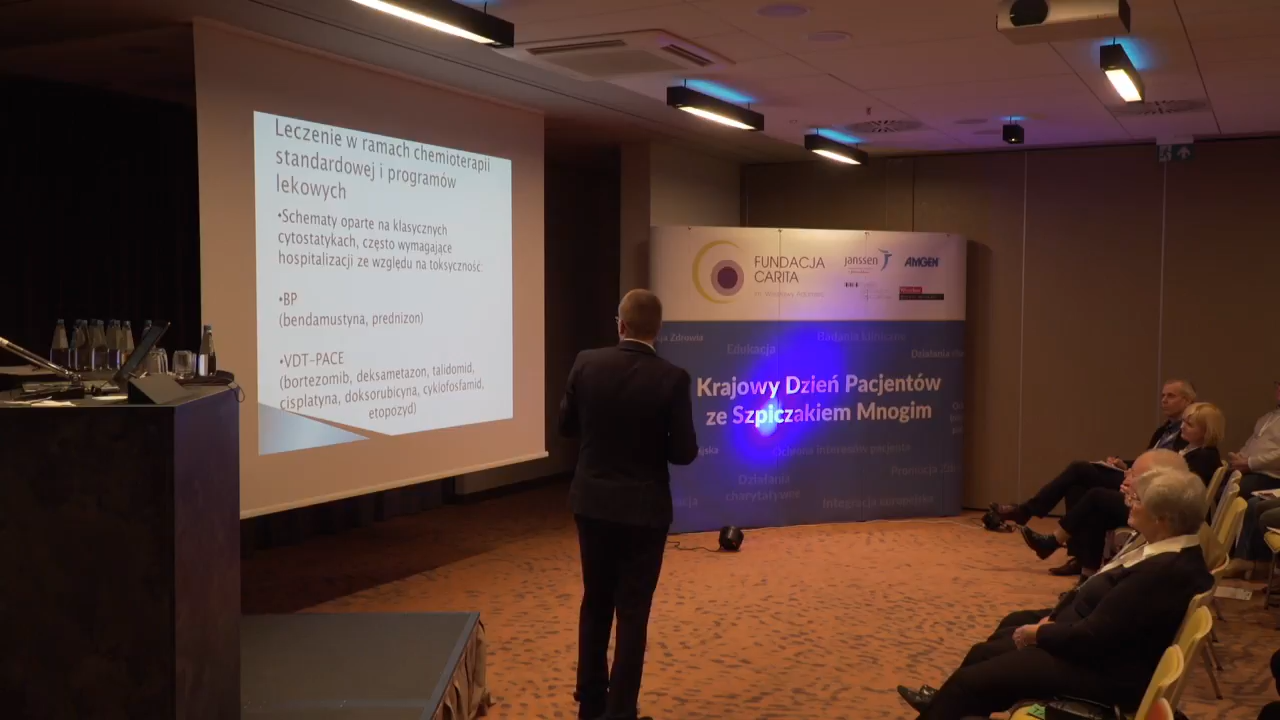 Leczenie w ramach chemioterapii
standardowej i programów
lekowych
•Schematy oparte na klasycznych
cytostatykach, często wymagające
hospitalizacji ze względu na toksyczność:
•BP
(bendamustyna, prednizon)
•VDT-PACE
(bortezomib, deksametazon, talidomid,
cisplatyna, doksorubicyna, cyklofosfamid,
etopozyd)
FUNDACJA
CARITA
janssen
AMGEN
Zdrowia
Edukacja
Badania kliniczne
Krajowy Dzień Pacjentów
ze Szpiczakiem Mnogim
Ochrona interesów pacjenta
Działania
charytatywne